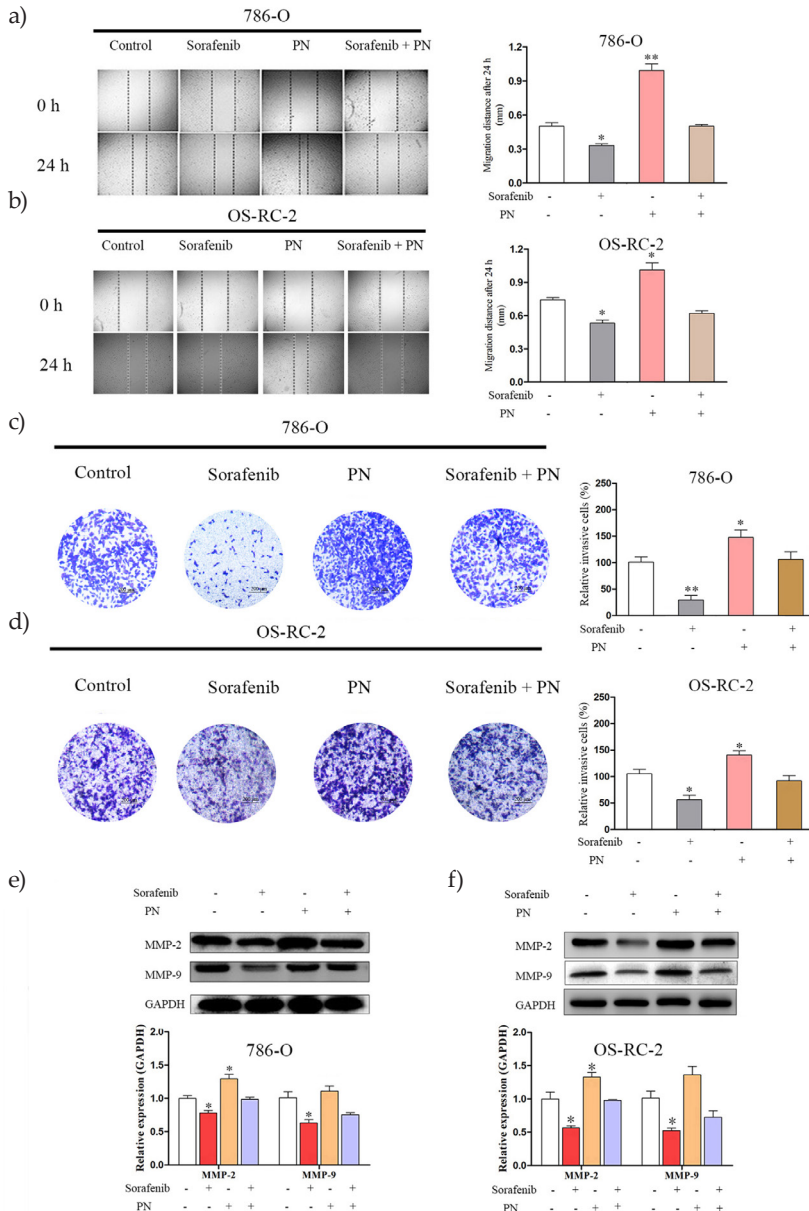 a)
786-O
Control Sorafenib PN Sorafenib + PN
0 h
24 h
786-O
Migration distance after 24 h
(mm)
1.2
0.9
0.6
0.3
0.0
* ** 
Sorafenib - + - +
PN - - + +
b)
OS-RC-2
Control Sorafenib PN Sorafenib + PN
0 h
24 h
OS-RC-2
Migration distance after 24 h
(mm)
1.2
0.9
0.6
0.3
0.0
* *
Sorafenib - + - +
PN - - + +
c)
786-O
Control Sorafenib PN Sorafenib + PN
786-O
Relative invasive cells (%)
250
200
150
100
50
0
** *
Sorafenib - + - +
PN - - + +
d)
OS-RC-2
Control Sorafenib PN Sorafenib + PN
OS-RC-2
Relative invasive cells (%)
250
200
150
100
50
0
* *
Sorafenib - + - +
PN - - + +
e)
Sorafenib - + - +
PN - - + +
MMP-2
MMP-9
GAPDH
786-O
Relative expression (GAPDH)
2.0
1.5
1.0
0.5
0.0
* * *
MMP-2 MMP-9
Sorafenib - + - + - + - +
PN - - + + - - + +
f)
Sorafenib - + - +
PN - - + +
MMP-2
MMP-9
GAPDH
OS-RC-2
Relative expression (GAPDH)
2.0
1.5
1.0
0.5
0.0
* * *
MMP-2 MMP-9
Sorafenib - + - + - + - +
PN - - + + - - + +